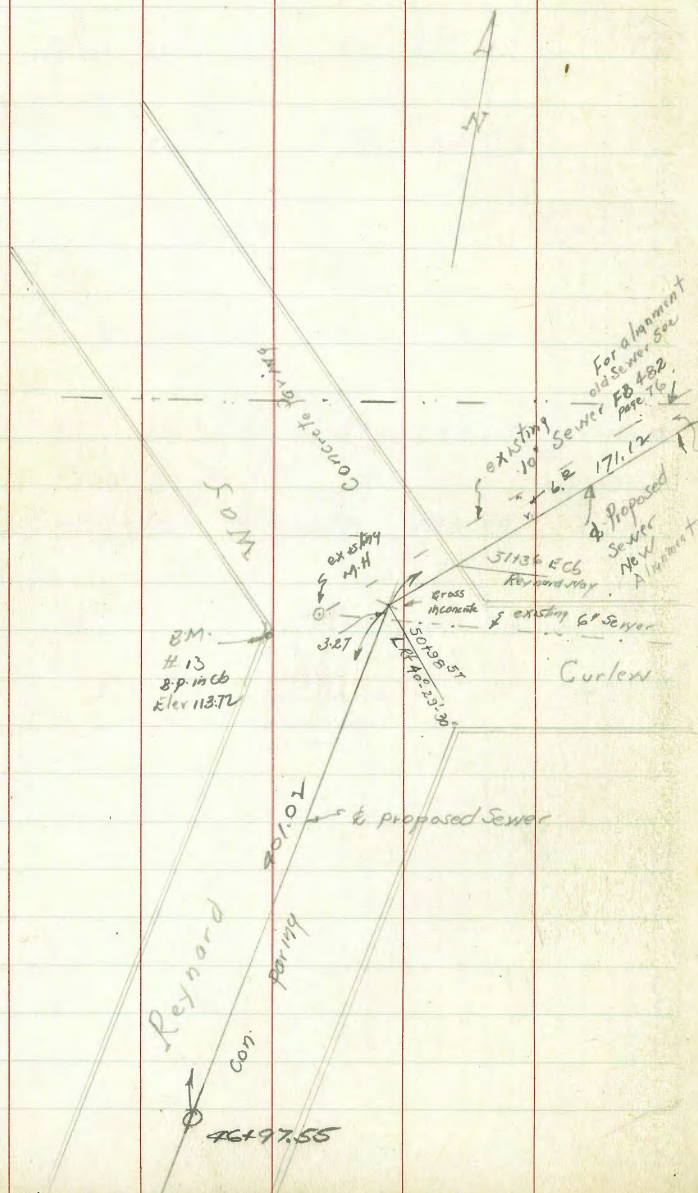 N
For alignment
old Sewer See
FB 482
page 76
existing
10" Sewer
6.2
171.12
℄ Proposed
Sewer
New
Alignment
Concrete Paving
Way
existing
M.H
51+36 E Cb
Reynard Way
cross
in concrete
℄ existing 6" Sewer
3.27
50+98.57
L Rt 40°-23'-30"
Curlew
B.M.
# 13
B.P. in Cb
Elev 113.72
401.02
℄ proposed Sewer
Reynard
Con. Paving
46+97.55